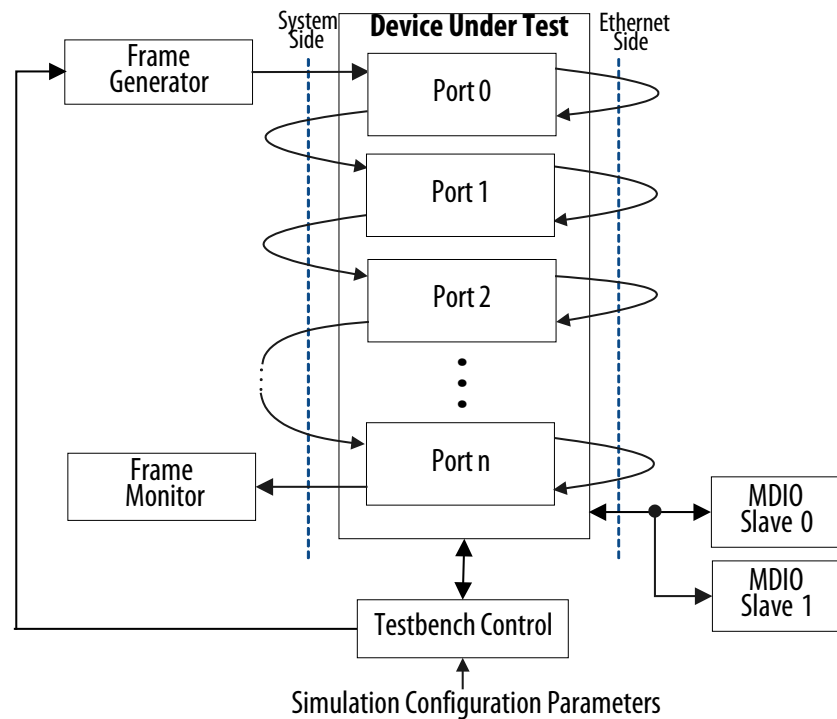 System
Side
Device Under Test
Ethernet
Side
Frame
Generator
Port 0
Port 1
Port 2
Port n
Frame
Monitor
MDIO
Slave 0
MDIO
Slave 1
Testbench Control
Simulation Configuration Parameters